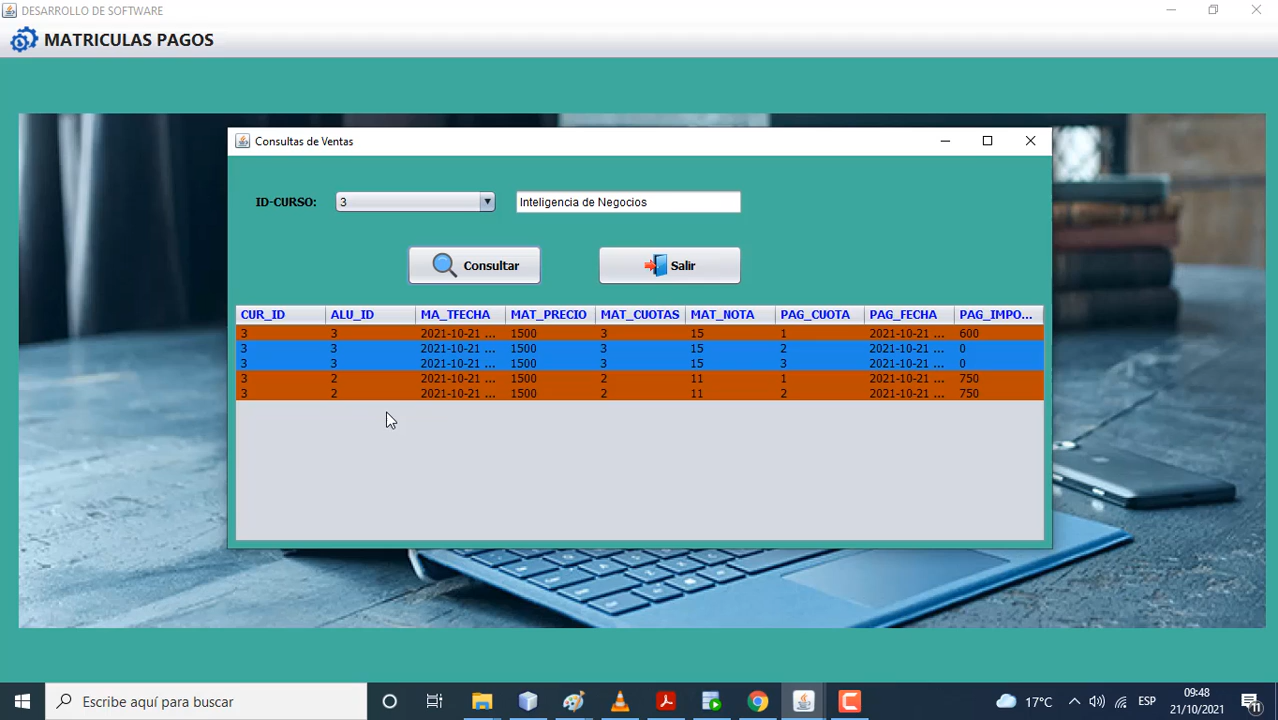 DESARROLLO DE SOFTWARE
MATRICULAS PAGOS
Consultas de Ventas
ID-CURSO: 3 Inteligencia de Negocios
Consultar Salir
CUR_ID ALU_ID MA_TFECHA MAT_PRECIO MAT_CUOTAS MAT_NOTA PAG_CUOTA PAG_FECHA PAG_IMPO...
3 3 2021-10-21 ... 1500 3 15 1 2021-10-21 ... 600
3 3 2021-10-21 ... 1500 3 15 2 2021-10-21 ... 0
3 3 2021-10-21 ... 1500 3 15 3 2021-10-21 ... 0
3 2 2021-10-21 ... 1500 2 11 1 2021-10-21 ... 750
3 2 2021-10-21 ... 1500 2 11 2 2021-10-21 ... 750
Escribe aquí para buscar 17°C ESP 09:48
21/10/2021 11